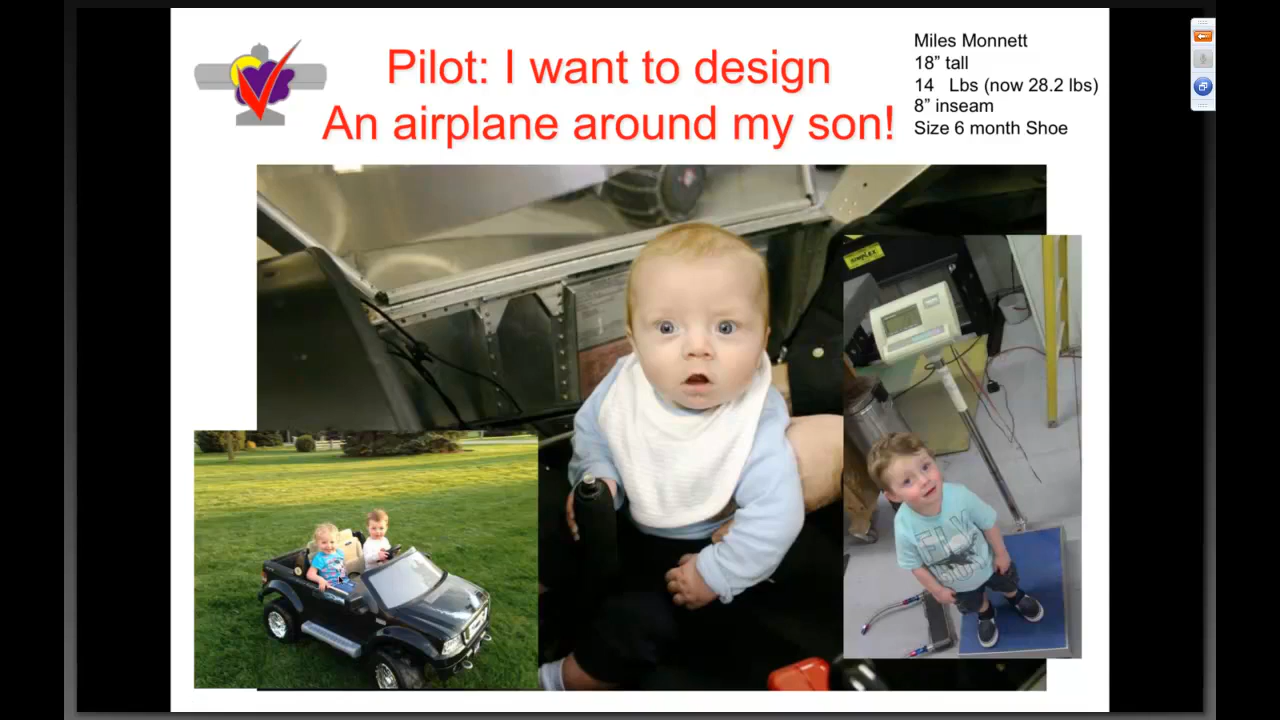 Pilot: I want to design
An airplane around my son!
Miles Monnett
18” tall
14 Lbs (now 28.2 lbs)
8” inseam
Size 6 month Shoe
SIMPLEX